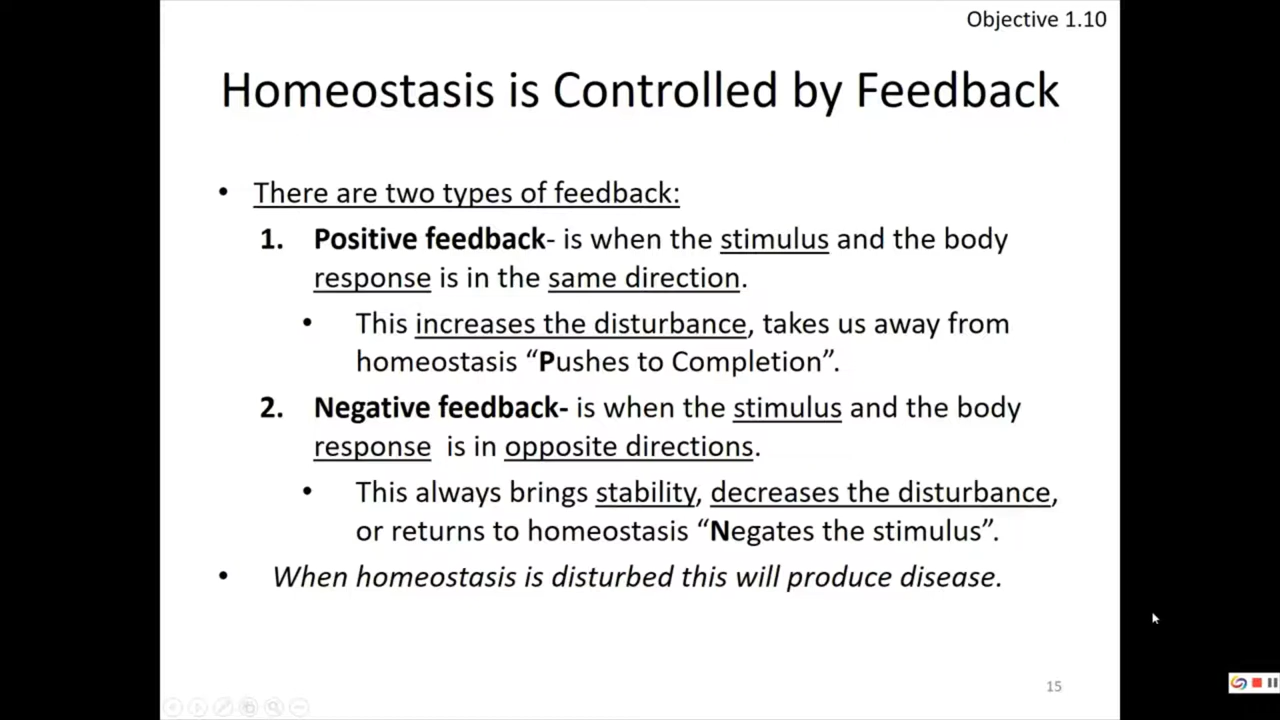 Objective 1.10
Homeostasis is Controlled by Feedback
• There are two types of feedback:
1. Positive feedback- is when the stimulus and the body
response is in the same direction.
• This increases the disturbance, takes us away from
homeostasis “Pushes to Completion”.
2. Negative feedback- is when the stimulus and the body
response is in opposite directions.
• This always brings stability, decreases the disturbance,
or returns to homeostasis “Negates the stimulus”.
• When homeostasis is disturbed this will produce disease.
15